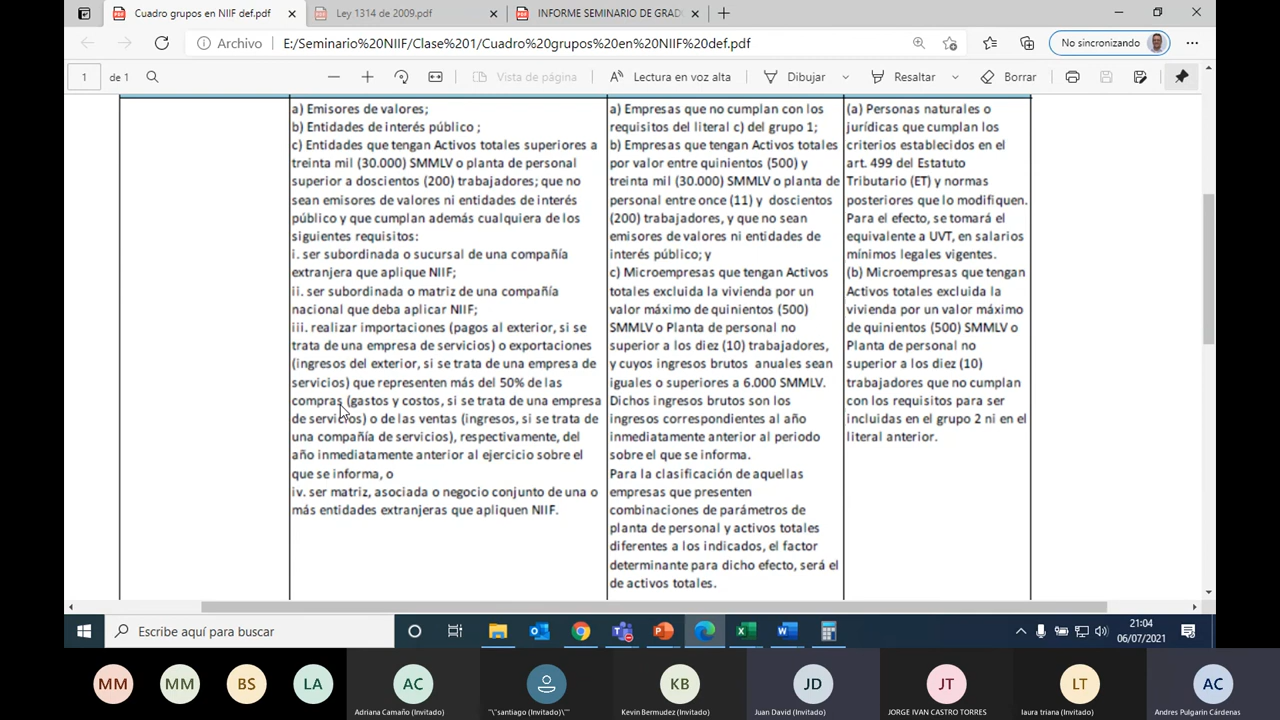 Cuadro grupos en NIIF def.pdf
Ley 1314 de 2009.pdf
INFORME SEMINARIO DE GRADO
Archivo
E:/Seminario%20NIIF/Clase%201/Cuadro%20grupos%20en%20NIIF%20def.pdf
No sincronizando
1
de 1
Vista de página
Lectura en voz alta
Dibujar
Resaltar
Borrar
a) Emisores de valores;
b) Entidades de interés público ;
c) Entidades que tengan Activos totales superiores a
treinta mil (30.000) SMMLV o planta de personal
superior a doscientos (200) trabajadores; que no
sean emisores de valores ni entidades de interés
público y que cumplan además cualquiera de los
siguientes requisitos:
i. ser subordinada o sucursal de una compañía
extranjera que aplique NIIF;
ii. ser subordinada o matriz de una compañía
nacional que deba aplicar NIIF;
iii. realizar importaciones (pagos al exterior, si se
trata de una empresa de servicios) o exportaciones
(ingresos del exterior, si se trata de una empresa de
servicios) que representen más del 50% de las
compras (gastos y costos, si se trata de una empresa
de servicios) o de las ventas (ingresos, si se trata de
una compañía de servicios), respectivamente, del
año inmediatamente anterior al ejercicio sobre el
que se informa, o
iv. ser matriz, asociada o negocio conjunto de una o
más entidades extranjeras que apliquen NIIF.
a) Empresas que no cumplan con los
requisitos del literal c) del grupo 1;
b) Empresas que tengan Activos totales
por valor entre quinientos (500) y
treinta mil (30.000) SMMLV o planta de
personal entre once (11) y doscientos
(200) trabajadores, y que no sean
emisores de valores ni entidades de
interés público; y
c) Microempresas que tengan Activos
totales excluida la vivienda por un
valor máximo de quinientos (500)
SMMLV o Planta de personal no
superior a los diez (10) trabajadores,
y cuyos ingresos brutos anuales sean
iguales o superiores a 6.000 SMMLV.
Dichos ingresos brutos son los
ingresos correspondientes al año
inmediatamente anterior al periodo
sobre el que se informa.
Para la clasificación de aquellas
empresas que presenten
combinaciones de parámetros de
planta de personal y activos totales
diferentes a los indicados, el factor
determinante para dicho efecto, será el
de activos totales.
(a) Personas naturales o
jurídicas que cumplan los
criterios establecidos en el
art. 499 del Estatuto
Tributario (ET) y normas
posteriores que lo modifiquen.
Para el efecto, se tomará el
equivalente a UVT, en salarios
mínimos legales vigentes.
(b) Microempresas que tengan
Activos totales excluida la
vivienda por un valor máximo
de quinientos (500) SMMLV o
Planta de personal no
superior a los diez (10)
trabajadores que no cumplan
con los requisitos para ser
incluidas en el grupo 2 ni en el
literal anterior.
Escribe aquí para buscar
21:04
06/07/2021
MM
MM
BS
LA
AC
KB
JD
JT
LT
AC
Adriana Camaño (Invitado)
"\"santiago (Invitado)\""
Kevin Bermudez (Invitado)
Juan David (Invitado)
JORGE IVAN CASTRO TORRES
laura triana (Invitado)
Andres Pulgarin Cárdenas